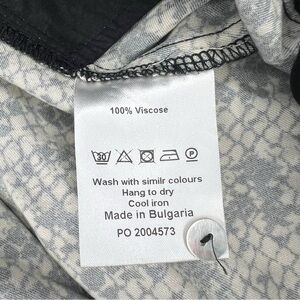 100% Viscose
30
P
Wash with similr colours
Hang to dry
Cool iron
Made in Bulgaria
PO 2004573